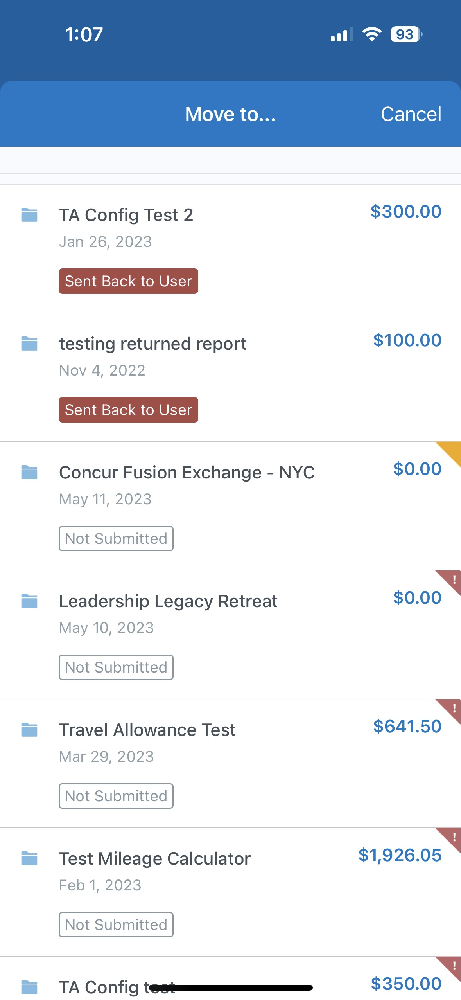 1:07
93
Move to...
Cancel
TA Config Test 2
$300.00
Jan 26, 2023
Sent Back to User
testing returned report
$100.00
Nov 4, 2022
Sent Back to User
Concur Fusion Exchange - NYC
$0.00
May 11, 2023
Not Submitted
!
Leadership Legacy Retreat
$0.00
May 10, 2023
Not Submitted
!
Travel Allowance Test
$641.50
Mar 29, 2023
Not Submitted
!
Test Mileage Calculator
$1,926.05
Feb 1, 2023
Not Submitted
!
TA Config test
$350.00